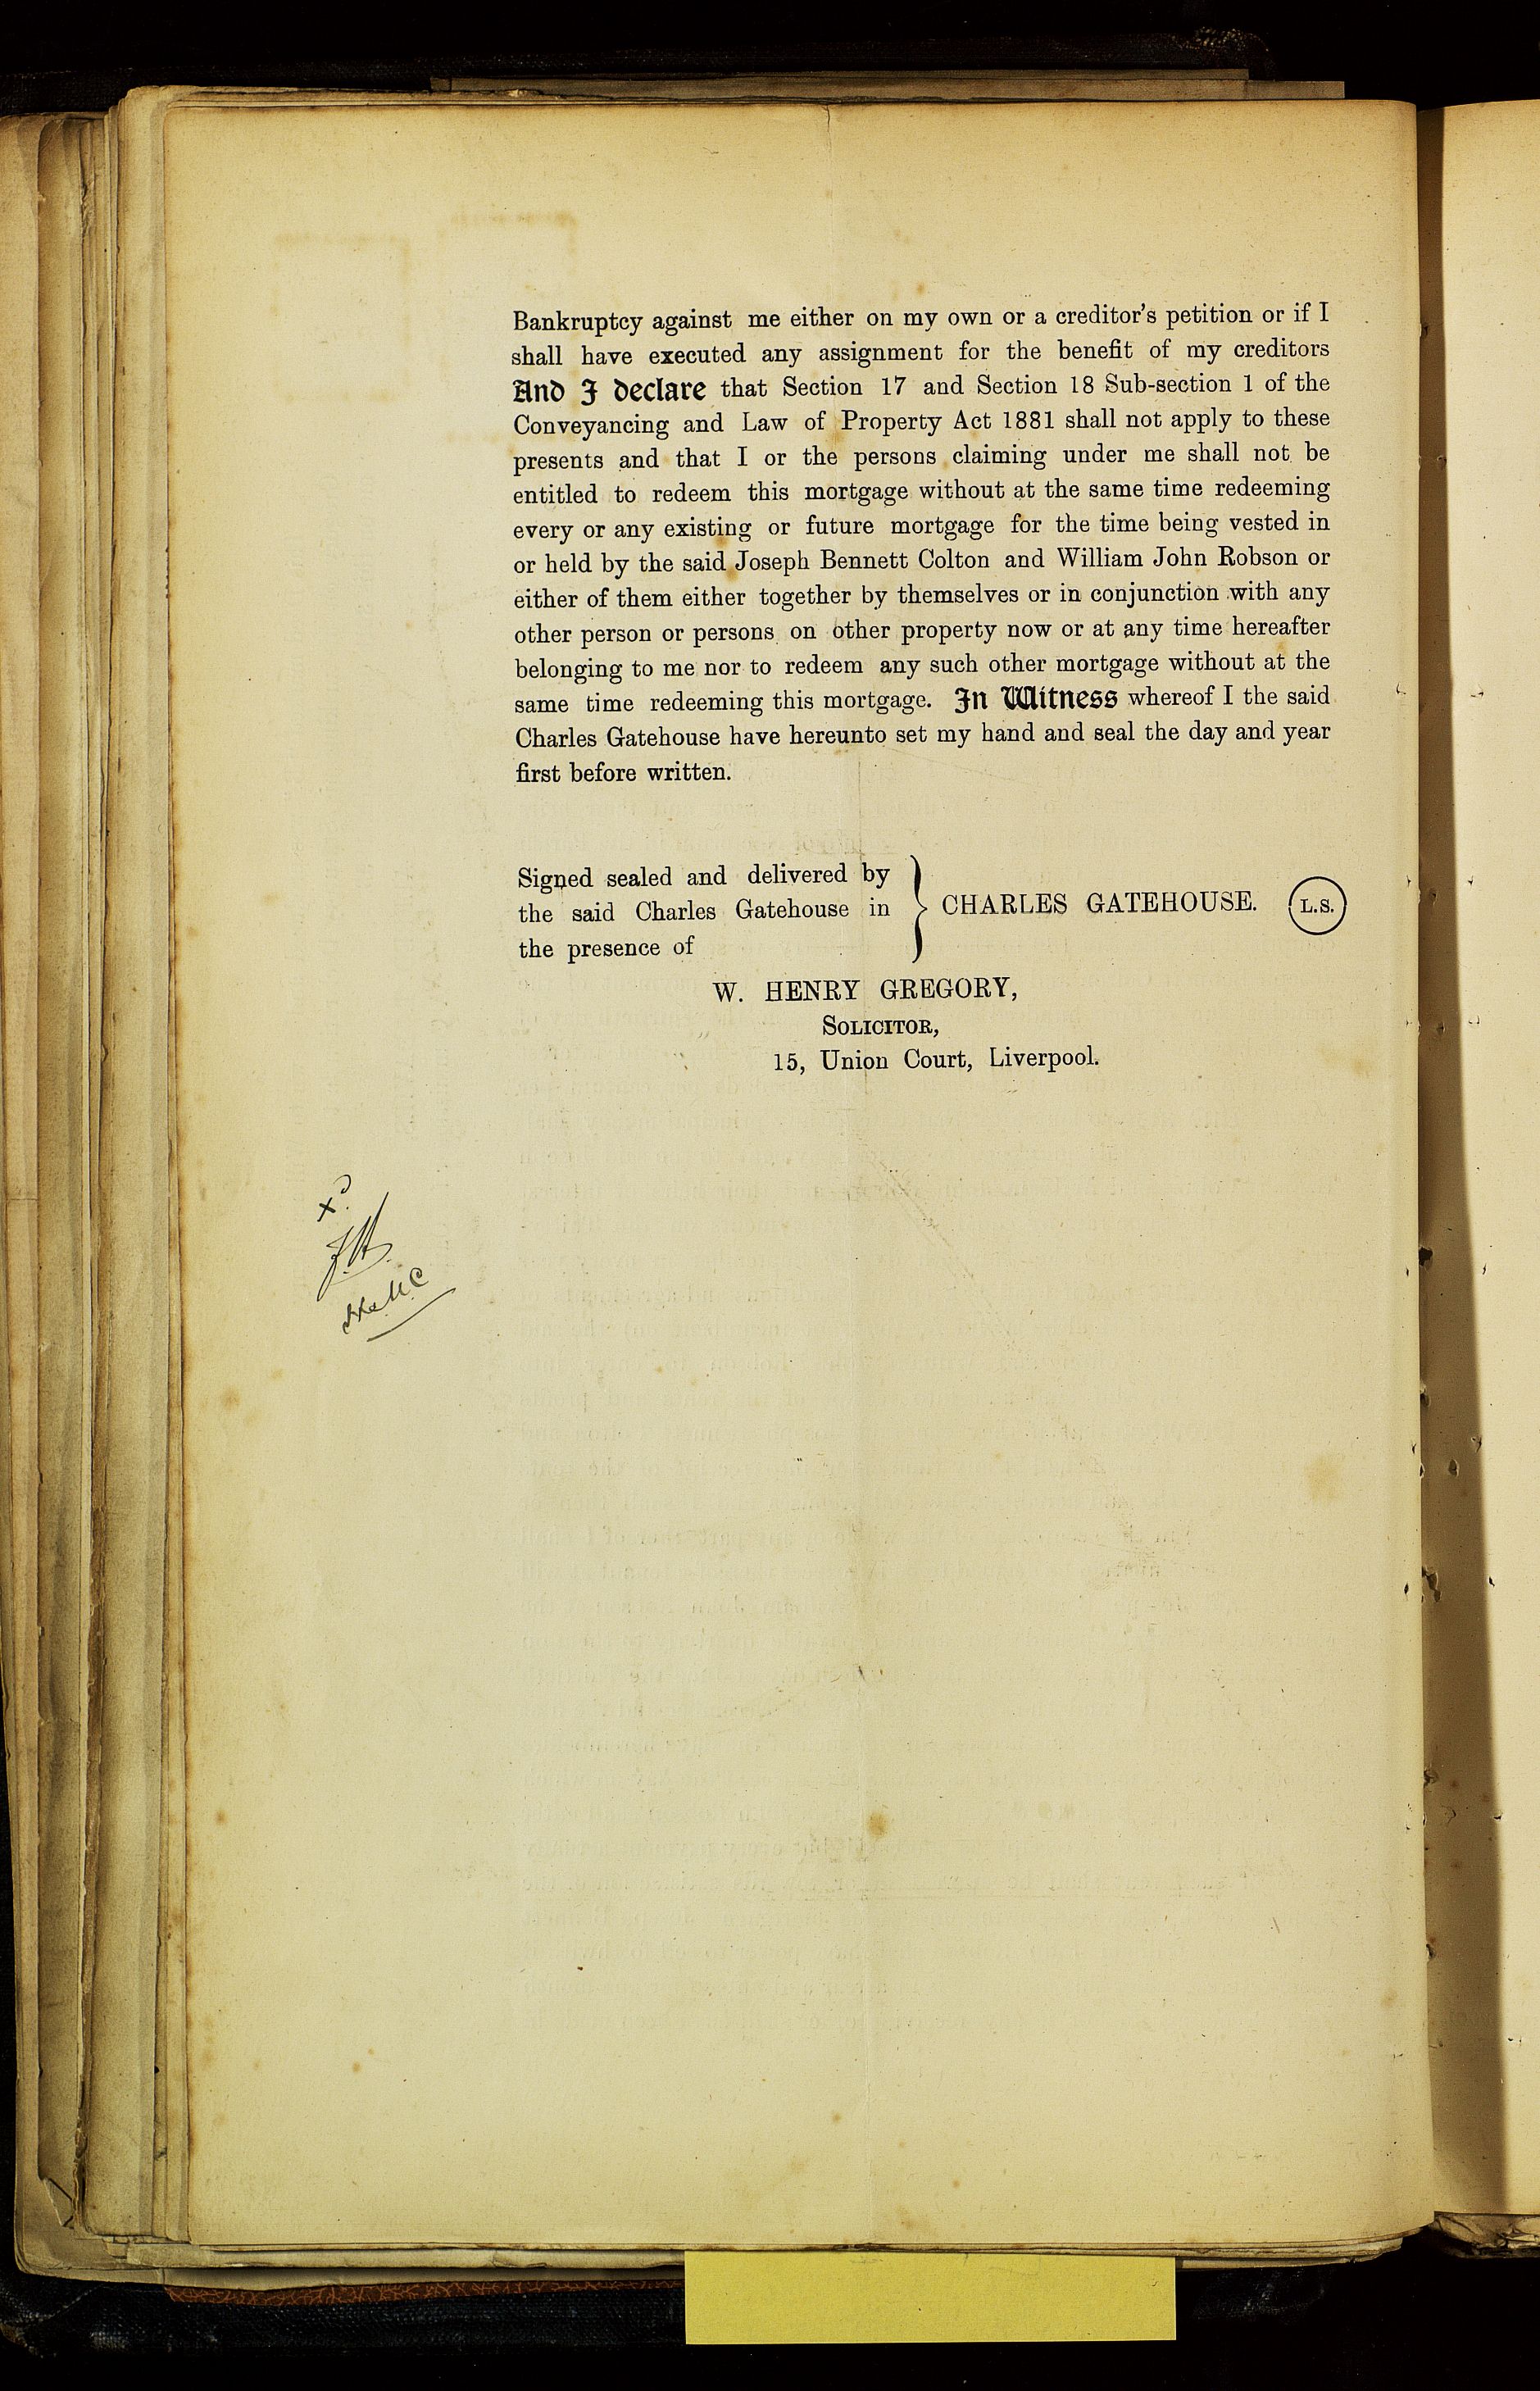 Bankruptcy against me either on my own or a creditor's petition or if I
shall have executed any assignment for the benefit of my creditors
And I declare that Section 17 and Section 18 Sub-section 1 of the
Conveyancing and Law of Property Act 1881 shall not apply to these
presents and that I or the persons claiming under me shall not be
entitled to redeem this mortgage without at the same time redeeming
every or any existing or future mortgage for the time being vested in
or held by the said Joseph Bennett Colton and William John Robson or
either of them either together by themselves or in conjunction with any
other person or persons on other property now or at any time hereafter
belonging to me nor to redeem any such other mortgage without at the
same time redeeming this mortgage. In Witness whereof I the said
Charles Gatehouse have hereunto set my hand and seal the day and year
first before written.
Signed sealed and delivered by
the said Charles Gatehouse in } CHARLES GATEHOUSE. L.S.
the presence of
W. HENRY GREGORY,
SOLICITOR,
15, Union Court, Liverpool.